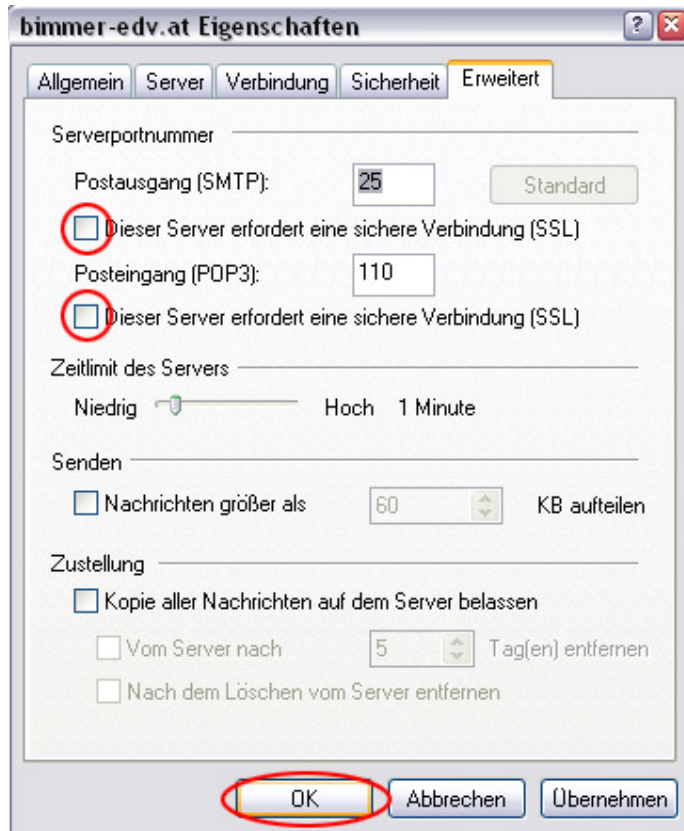 bimmer-edv.at Eigenschaften
Allgemein Server Verbindung Sicherheit Erweitert
Serverportnummer
Postausgang (SMTP): 25 Standard
Dieser Server erfordert eine sichere Verbindung (SSL)
Posteingang (POP3): 110
Dieser Server erfordert eine sichere Verbindung (SSL)
Zeitlimit des Servers
Niedrig Hoch 1 Minute
Senden
Nachrichten größer als 60 KB aufteilen
Zustellung
Kopie aller Nachrichten auf dem Server belassen
Vom Server nach 5 Tag(en) entfernen
Nach dem Löschen vom Server entfernen
OK Abbrechen Übernehmen